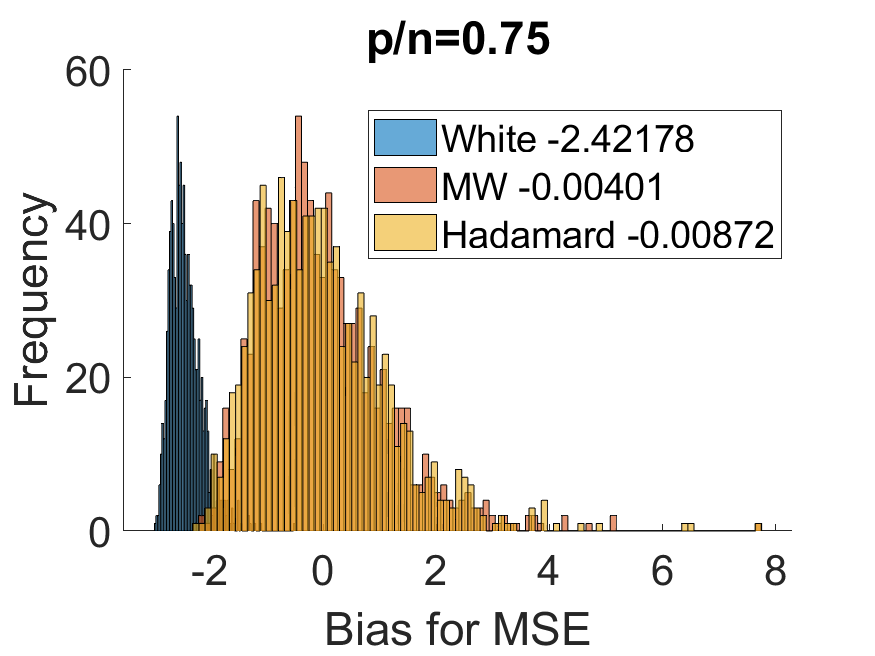 p/n=0.75
60
40
20
0
Frequency
White -2.42178
MW -0.00401
Hadamard -0.00872
-2 0 2 4 6 8
Bias for MSE